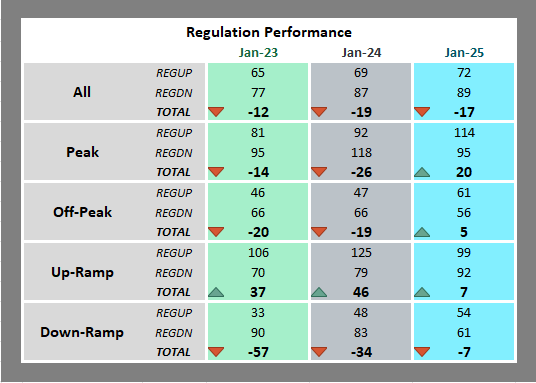 Regulation Performance
Jan-23 Jan-24 Jan-25
All REGUP 65 69 72
REGDN 77 87 89
TOTAL -12 -19 -17
Peak REGUP 81 92 114
REGDN 95 118 95
TOTAL -14 -26 20
Off-Peak REGUP 46 47 61
REGDN 66 66 56
TOTAL -20 -19 5
Up-Ramp REGUP 106 125 99
REGDN 70 79 92
TOTAL 37 46 7
Down-Ramp REGUP 33 48 54
REGDN 90 83 61
TOTAL -57 -34 -7